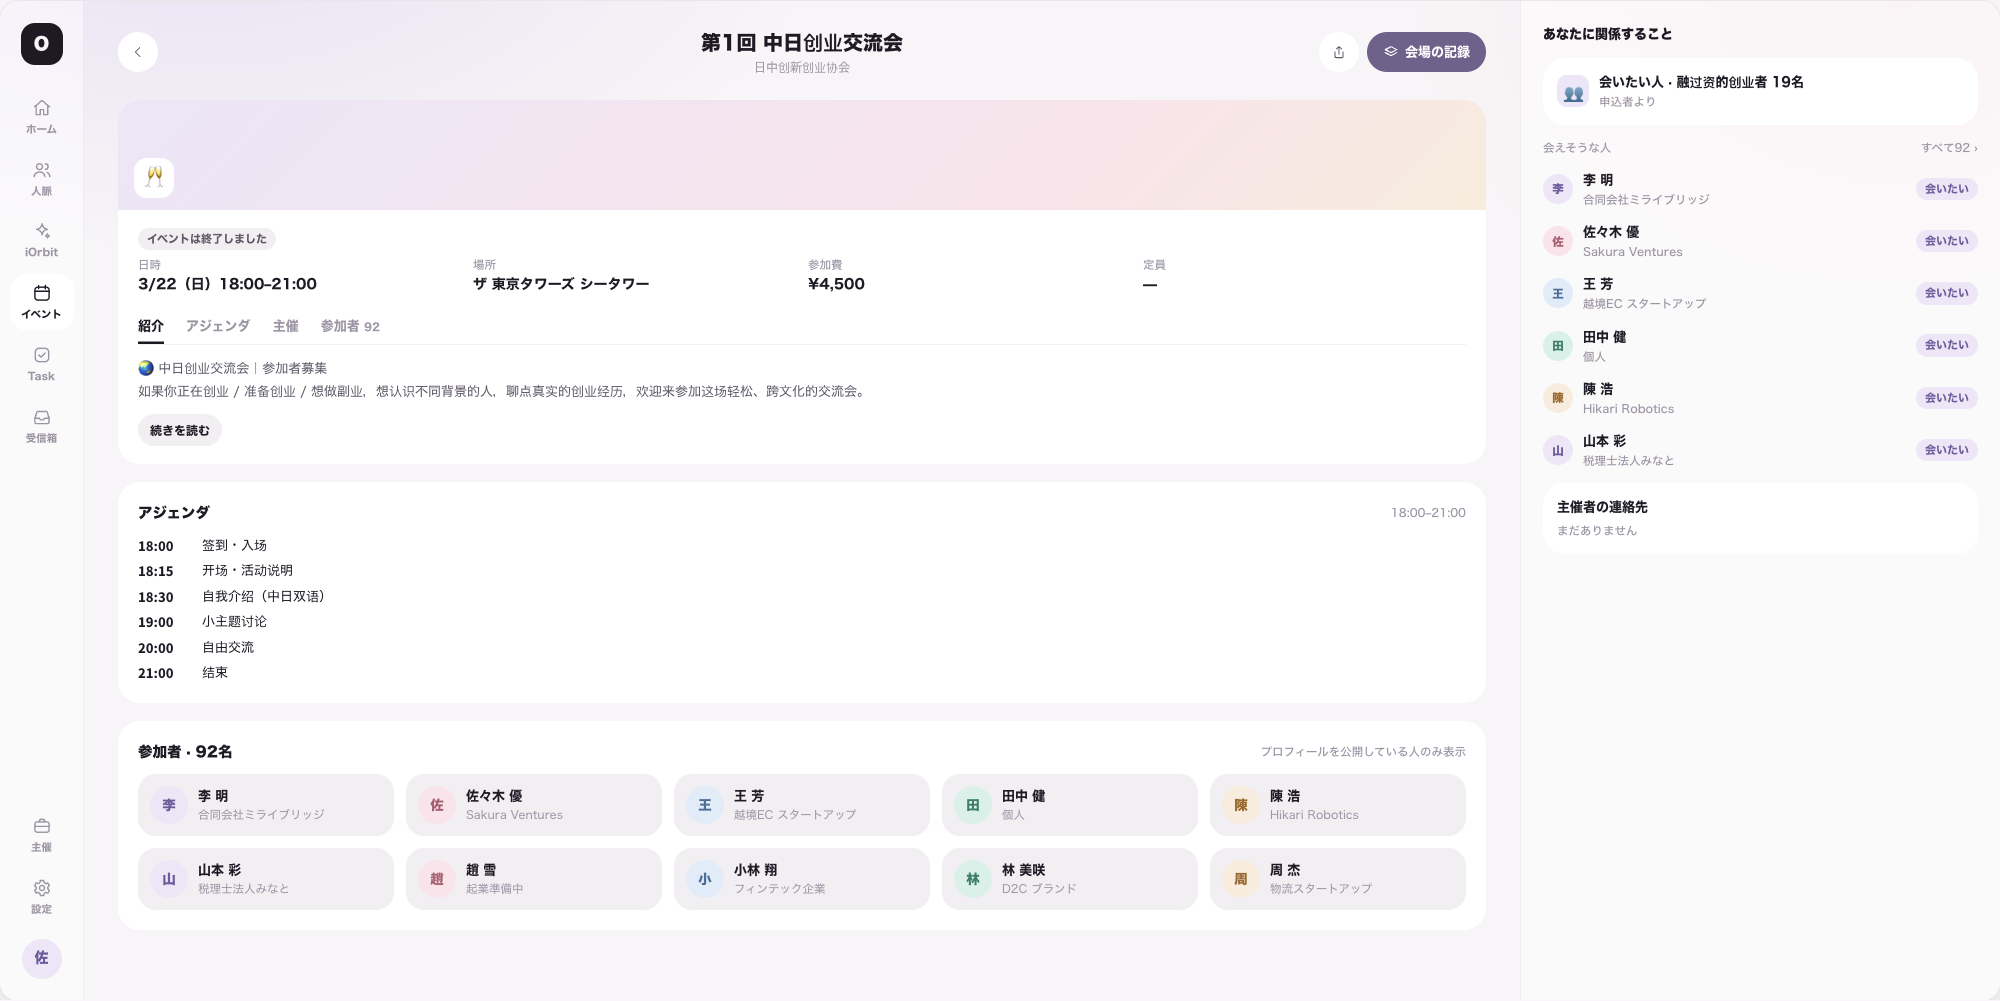 O
ホーム
人脈
iOrbit
イベント
Task
受信箱
主催
設定
佐
第1回 中日创业交流会
日中创新创业协会
会場の記録
イベントは終了しました
日時
3/22（日）18:00–21:00
場所
ザ 東京タワーズ シータワー
参加費
¥4,500
定員
—
紹介 アジェンダ 主催 参加者 92
🌏 中日创业交流会｜参加者募集
如果你正在创业 / 准备创业 / 想做副业，想认识不同背景的人，聊点真实的创业经历，欢迎来参加这场轻松、跨文化的交流会。
続きを読む
アジェンダ
18:00–21:00
18:00 签到・入场
18:15 开场・活动说明
18:30 自我介绍（中日双语）
19:00 小主题讨论
20:00 自由交流
21:00 结束
参加者 · 92名
プロフィールを公開している人のみ表示
李 李 明
合同会社ミライブリッジ
佐 佐々木 優
Sakura Ventures
王 王 芳
越境EC スタートアップ
田 田中 健
個人
陳 陳 浩
Hikari Robotics
山 山本 彩
税理士法人みなと
趙 趙 雪
起業準備中
小 小林 翔
フィンテック企業
林 林 美咲
D2C ブランド
周 周 杰
物流スタートアップ
あなたに関係すること
会いたい人 · 融过资的创业者 19名
申込者より
会えそうな人
すべて92 ›
李 李 明
合同会社ミライブリッジ
会いたい
佐 佐々木 優
Sakura Ventures
会いたい
王 王 芳
越境EC スタートアップ
会いたい
田 田中 健
個人
会いたい
陳 陳 浩
Hikari Robotics
会いたい
山 山本 彩
税理士法人みなと
会いたい
主催者の連絡先
まだありません